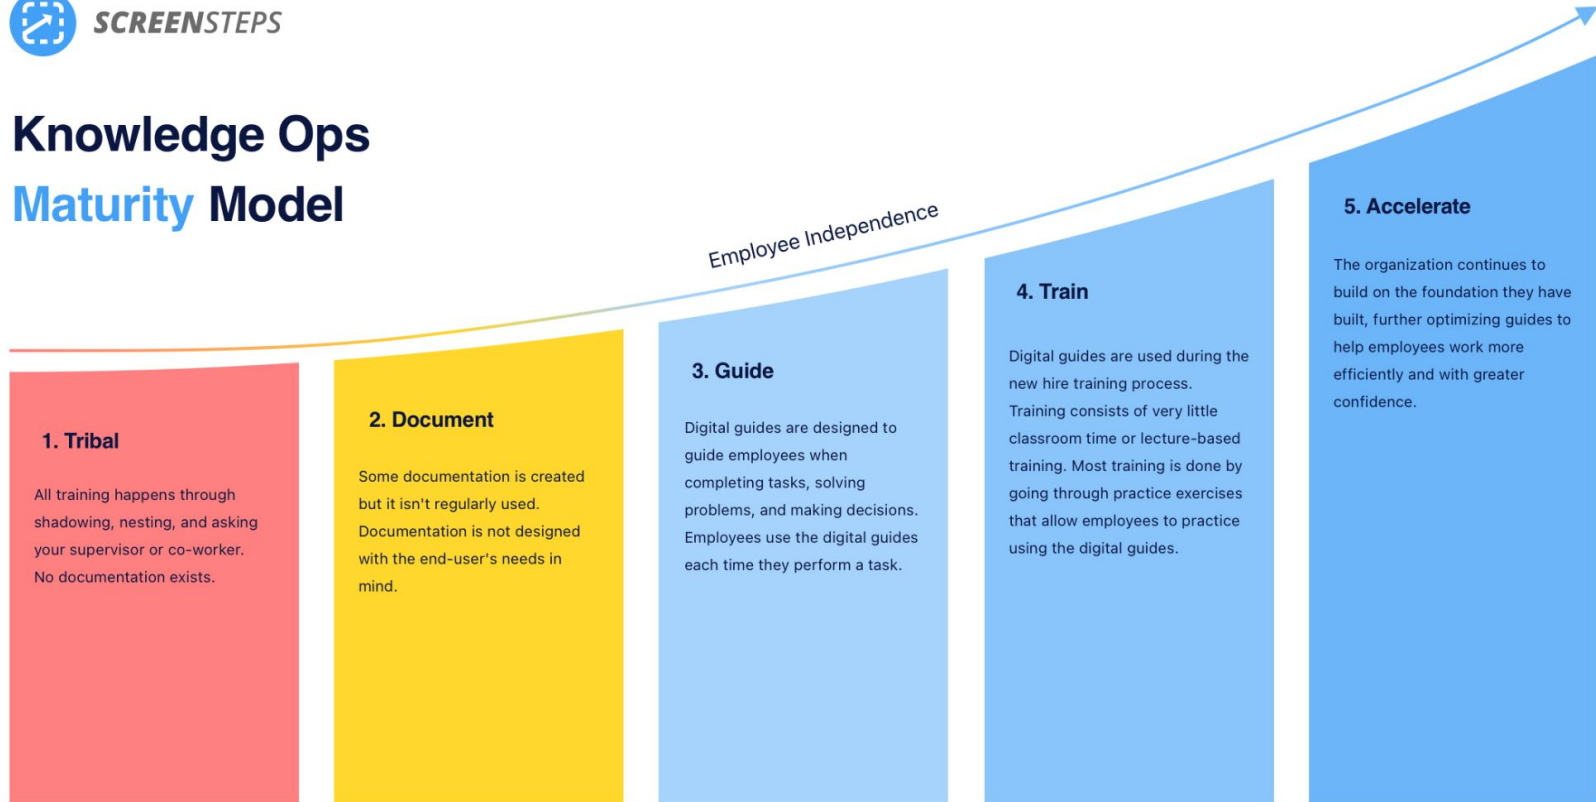 SCREENSTEPS
Knowledge Ops
Maturity Model
Employee Independence
1. Tribal
All training happens through
shadowing, nesting, and asking
your supervisor or co-worker.
No documentation exists.
2. Document
Some documentation is created
but it isn't regularly used.
Documentation is not designed
with the end-user's needs in
mind.
3. Guide
Digital guides are designed to
guide employees when
completing tasks, solving
problems, and making decisions.
Employees use the digital guides
each time they perform a task.
4. Train
Digital guides are used during the
new hire training process.
Training consists of very little
classroom time or lecture-based
training. Most training is done by
going through practice exercises
that allow employees to practice
using the digital guides.
5. Accelerate
The organization continues to
build on the foundation they have
built, further optimizing guides to
help employees work more
efficiently and with greater
confidence.